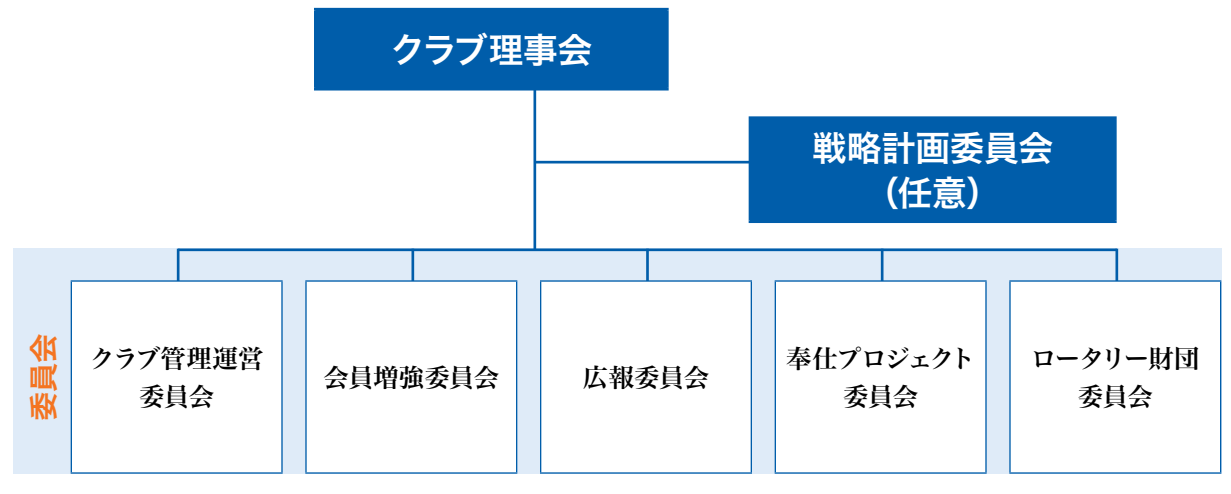 クラブ理事会
戦略計画委員会
（任意）
委員会
クラブ管理運営
委員会
会員増強委員会
広報委員会
奉仕プロジェクト
委員会
ロータリー財団
委員会